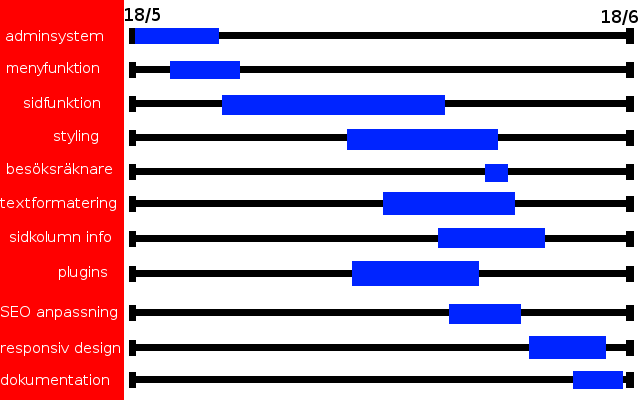 18/5
18/6
adminsystem
menyfunktion
sidfunktion
styling
besöksräknare
textformatering
sidkolumn info
plugins
SEO anpassning
responsiv design
dokumentation